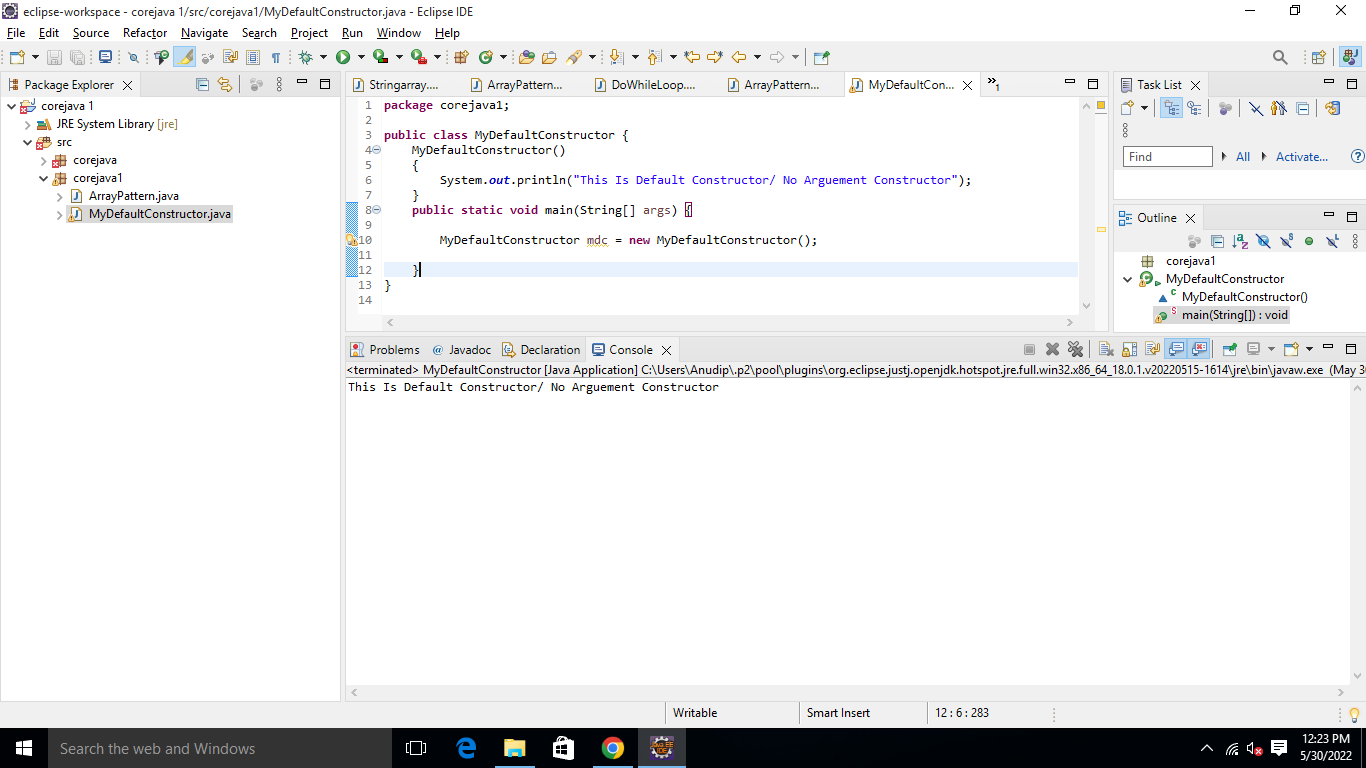 eclipse-workspace - corejava 1/src/corejava1/MyDefaultConstructor.java - Eclipse IDE
File Edit Source Refactor Navigate Search Project Run Window Help
Package Explorer
corejava 1
JRE System Library [jre]
src
corejava
corejava1
ArrayPattern.java
MyDefaultConstructor.java
Stringarray.... ArrayPattern... DoWhileLoop.... ArrayPattern... MyDefaultCon... »1
1 package corejava1;
2
3 public class MyDefaultConstructor {
4 MyDefaultConstructor()
5 {
6 System.out.println("This Is Default Constructor/ No Arguement Constructor");
7 }
8 public static void main(String[] args) {
9
10 MyDefaultConstructor mdc = new MyDefaultConstructor();
11
12 }
13 }
14
Task List
Find All Activate...
Outline
corejava1
MyDefaultConstructor
MyDefaultConstructor()
main(String[]) : void
Problems @ Javadoc Declaration Console
<terminated> MyDefaultConstructor [Java Application] C:\Users\Anudip\.p2\pool\plugins\org.eclipse.justj.openjdk.hotspot.jre.full.win32.x86_64_18.0.1.v20220515-1614\jre\bin\javaw.exe (May 30
This Is Default Constructor/ No Arguement Constructor
Writable Smart Insert 12 : 6 : 283
Search the web and Windows
12:23 PM
5/30/2022